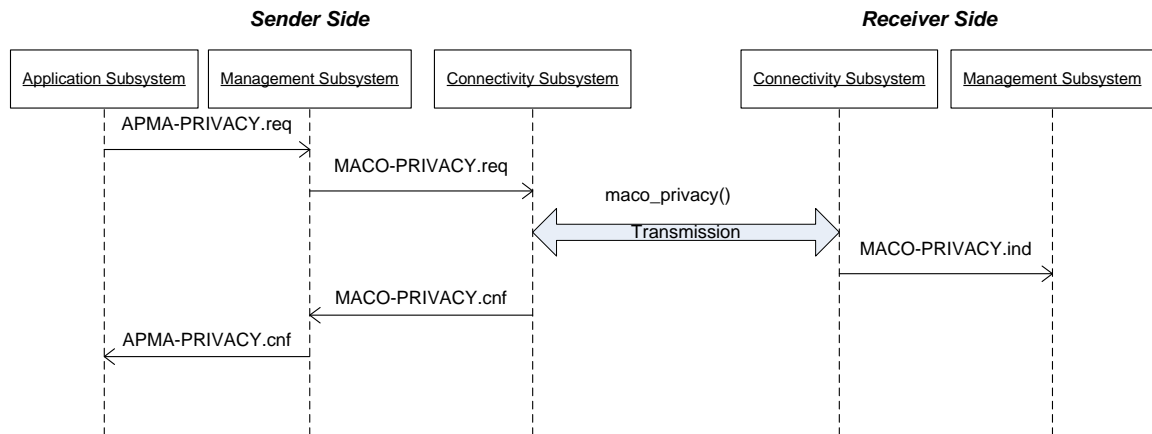 Sender Side
Receiver Side
Application Subsystem
Management Subsystem
Connectivity Subsystem
Connectivity Subsystem
Management Subsystem
APMA-PRIVACY.req
MACO-PRIVACY.req
maco_privacy()
Transmission
MACO-PRIVACY.ind
MACO-PRIVACY.cnf
APMA-PRIVACY.cnf